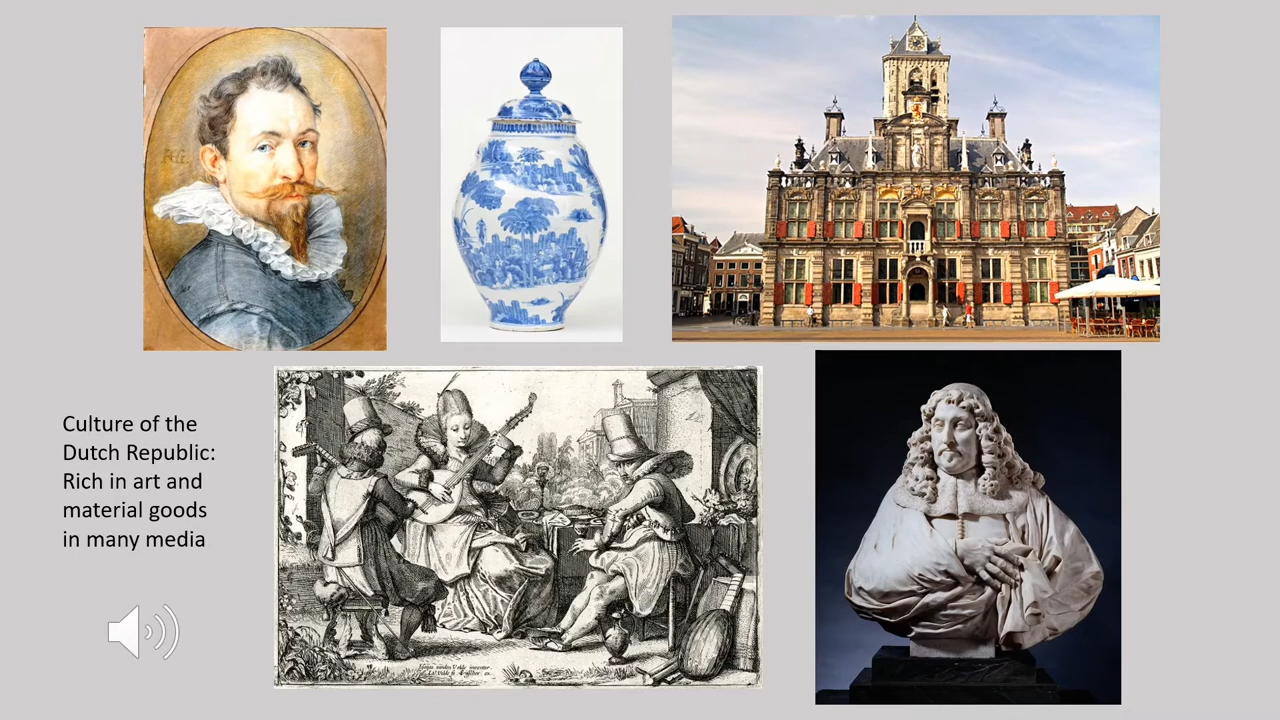 Culture of the
Dutch Republic:
Rich in art and
material goods
in many media